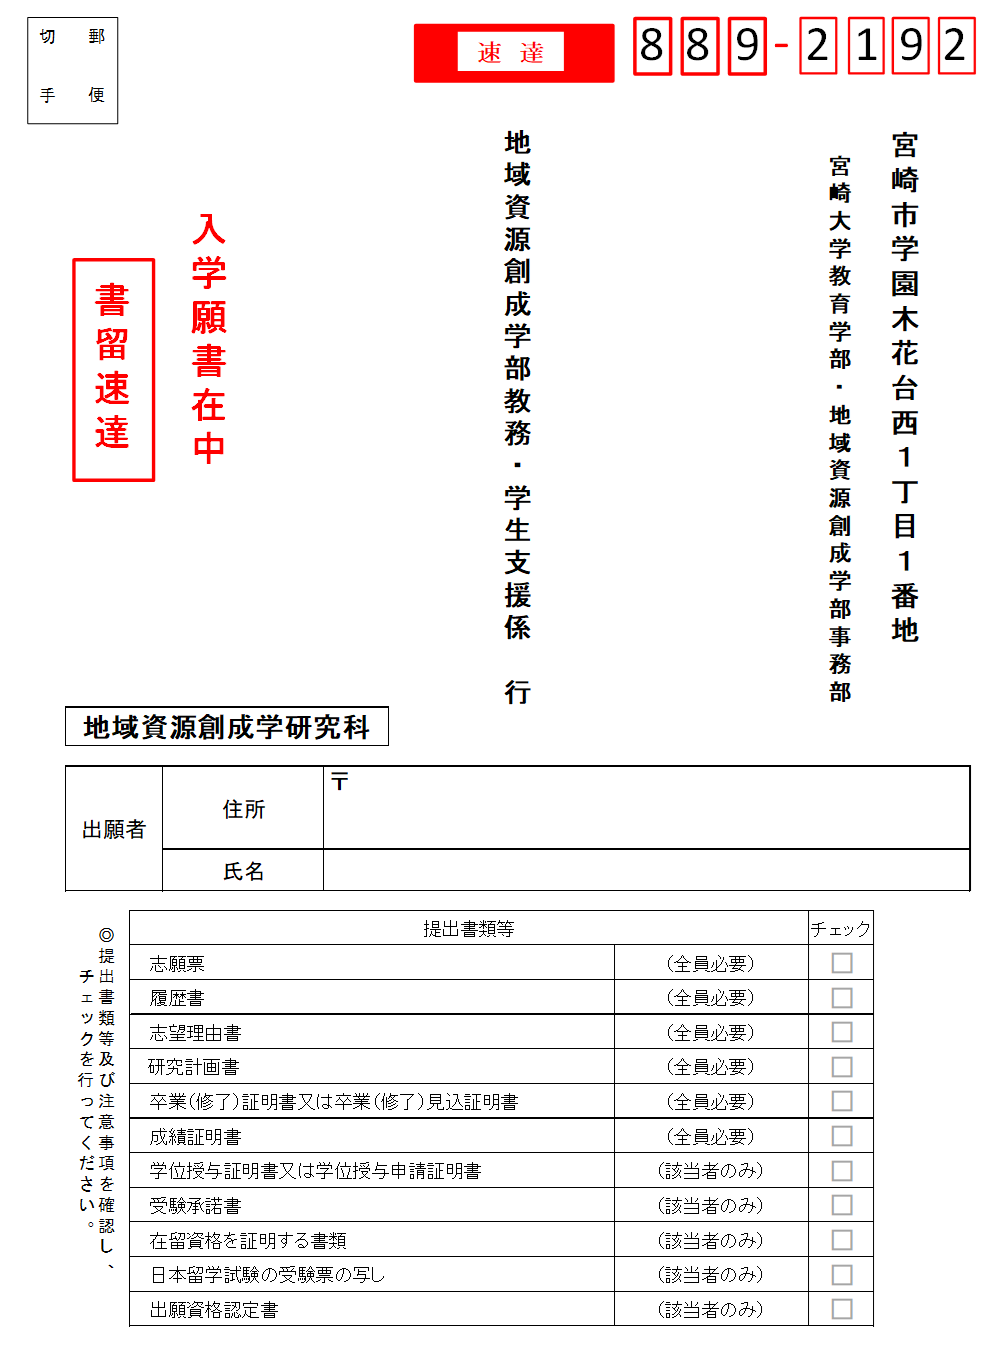 郵便
切手
速 達
889-2192
宮崎市学園木花台西1丁目1番地
宮崎大学教育学部・地域資源創成学部事務部
地域資源創成学部教務・学生支援係 行
入学願書在中
書留速達
地域資源創成学研究科
出願者
住所
〒
氏名
◎提出書類等及び注意事項を確認し、
チェックを行ってください。
提出書類等 チェック
志願票 (全員必要) □
履歴書 (全員必要) □
志望理由書 (全員必要) □
研究計画書 (全員必要) □
卒業(修了)証明書又は卒業(修了)見込証明書 (全員必要) □
成績証明書 (全員必要) □
学位授与証明書又は学位授与申請証明書 (該当者のみ) □
受験承諾書 (該当者のみ) □
在留資格を証明する書類 (該当者のみ) □
日本留学試験の受験票の写し (該当者のみ) □
出願資格認定書 (該当者のみ) □